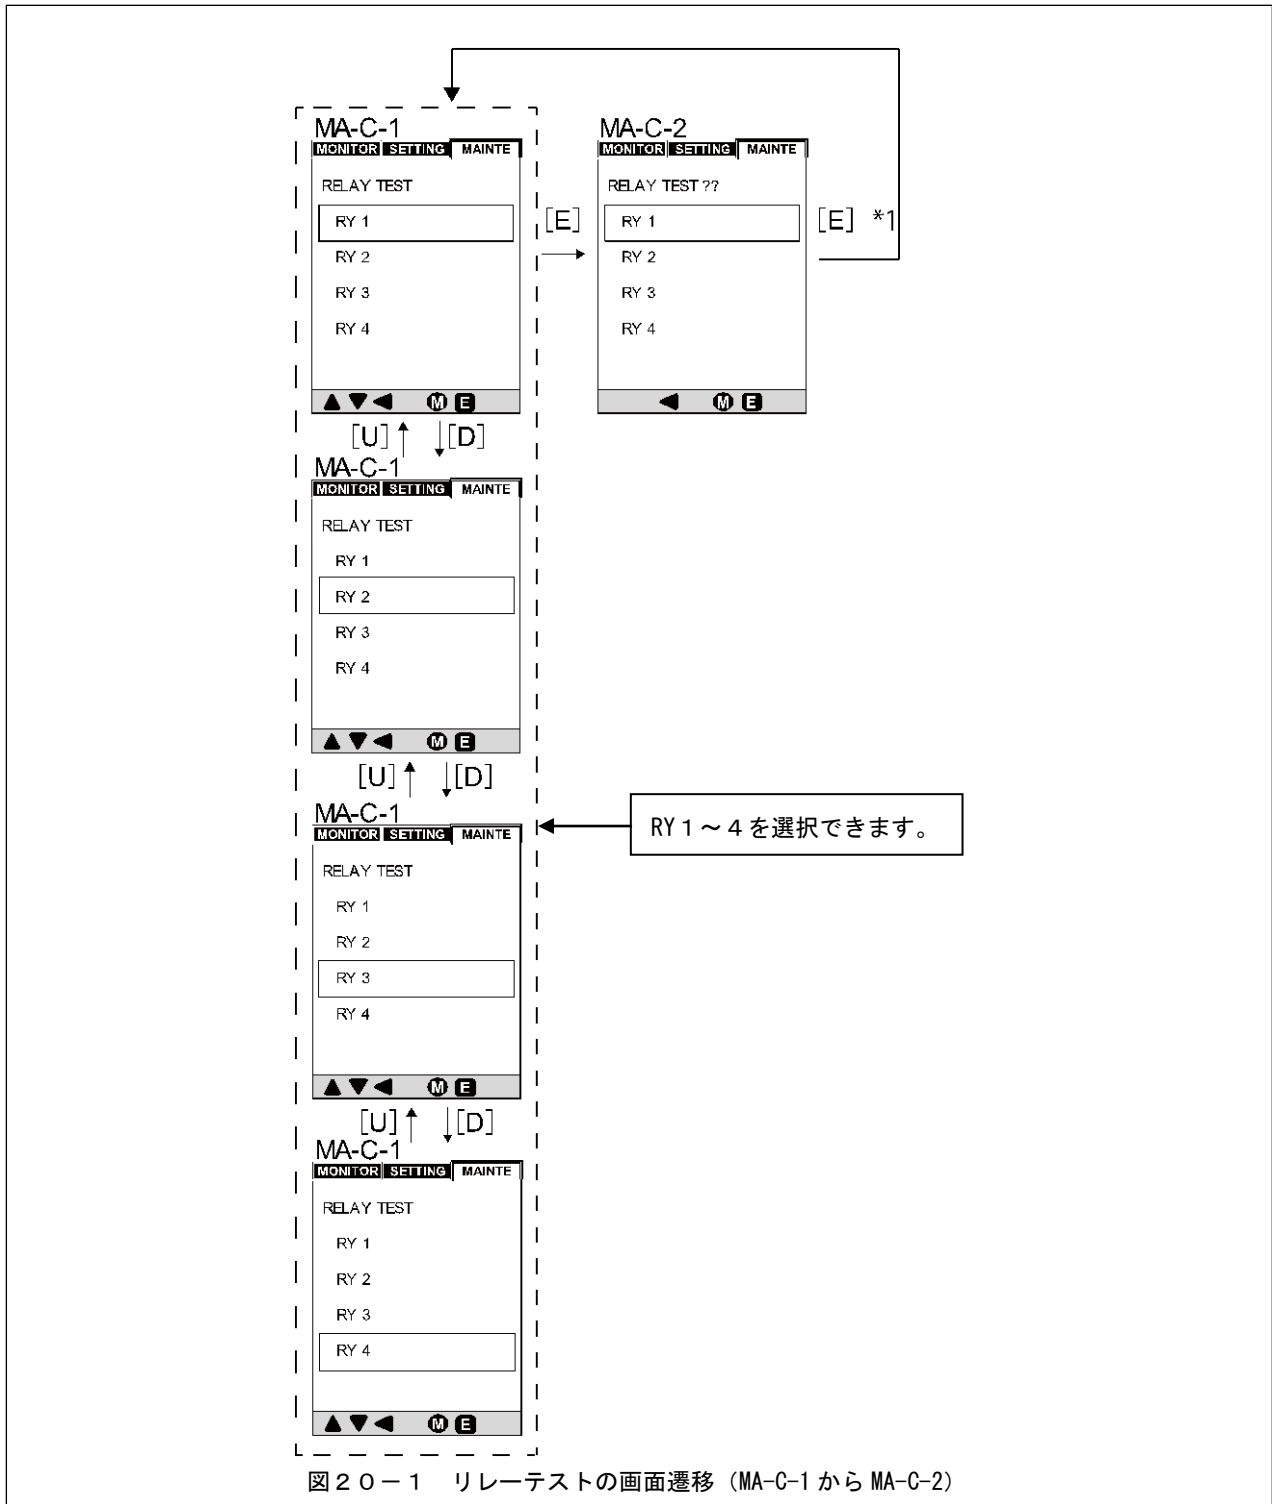 MA-C-1
MONITOR SETTING MAINTE
RELAY TEST
RY 1
RY 2
RY 3
RY 4
▲ ▼ ◀ M E
[E]
MA-C-2
MONITOR SETTING MAINTE
RELAY TEST ??
RY 1
RY 2
RY 3
RY 4
◀ M E
[E] *1
[U] [D]
MA-C-1
MONITOR SETTING MAINTE
RELAY TEST
RY 1
RY 2
RY 3
RY 4
▲ ▼ ◀ M E
[U] [D]
MA-C-1
MONITOR SETTING MAINTE
RELAY TEST
RY 1
RY 2
RY 3
RY 4
▲ ▼ ◀ M E
RY1~4を選択できます。
[U] [D]
MA-C-1
MONITOR SETTING MAINTE
RELAY TEST
RY 1
RY 2
RY 3
RY 4
▲ ▼ ◀ M E
図20-1 リレーテストの画面遷移(MA-C-1 から MA-C-2)